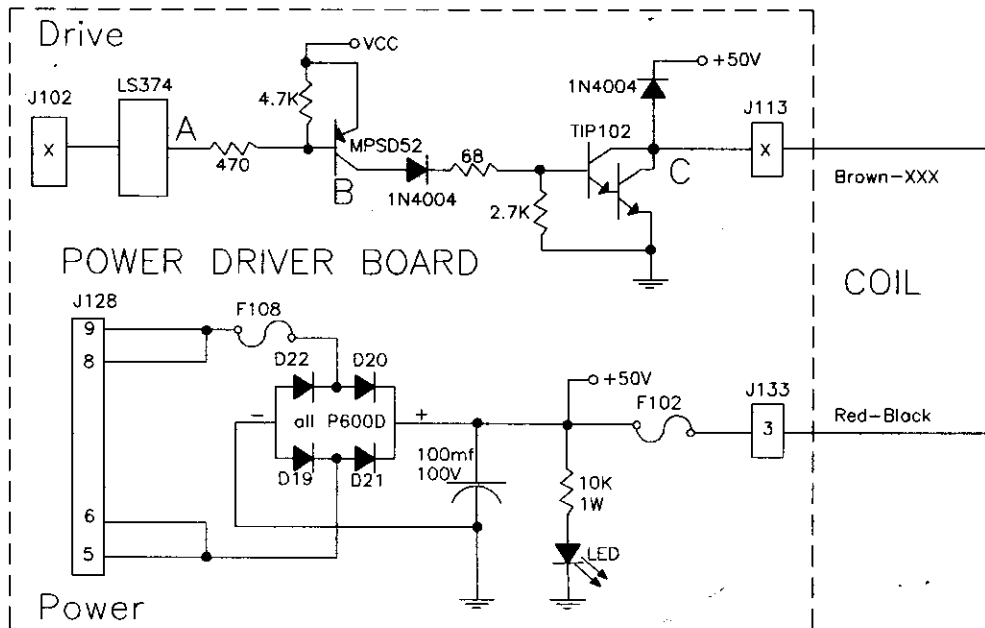 Drive
VCC
+50V
J102
LS374
4.7K
1N4004
J113
X
A
470
MPSD52
B
1N4004
68
TIP102
2.7K
C
X
Brown-XXX
POWER DRIVER BOARD
COIL
J128
9
8
F108
D22
D20
-
all
P600D
+
D19
D21
100mf
100V
+50V
F102
J133
3
Red-Black
10K
1W
LED
6
5
Power